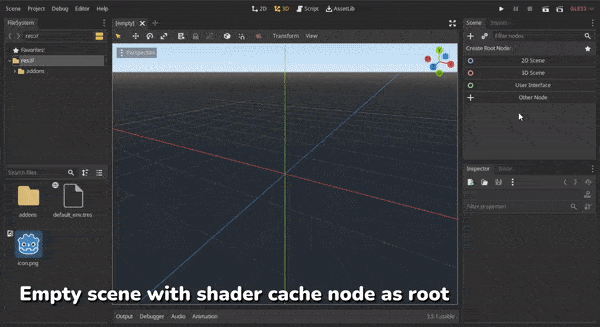 Scene Project Debug Editor Help
2D 3D Script AssetLib
GLES3
FileSystem
res://
Favorites:
res://
addons
Search files
addons
default_env.tres
icon.png
[empty]
Transform View
Perspective
Empty scene with shader cache node as root
Output Debugger Audio Animation
Scene
Filter nodes
Create Root Node:
2D Scene
3D Scene
User Interface
Other Node
Inspector
Filter properties